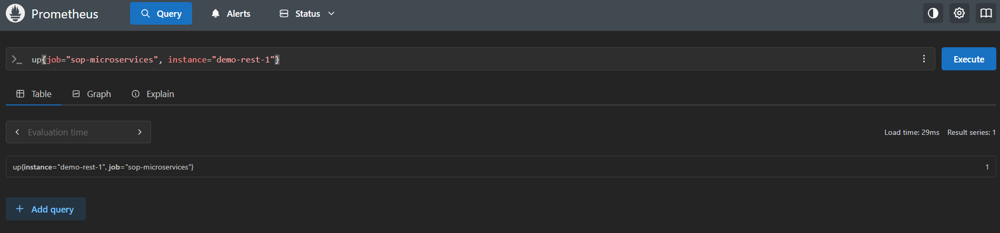 Prometheus Query Alerts Status
up{job="sop-microservices", instance="demo-rest-1"} Execute
Table Graph Explain
Evaluation time Load time: 29ms Result series: 1
up{instance="demo-rest-1", job="sop-microservices"} 1
Add query